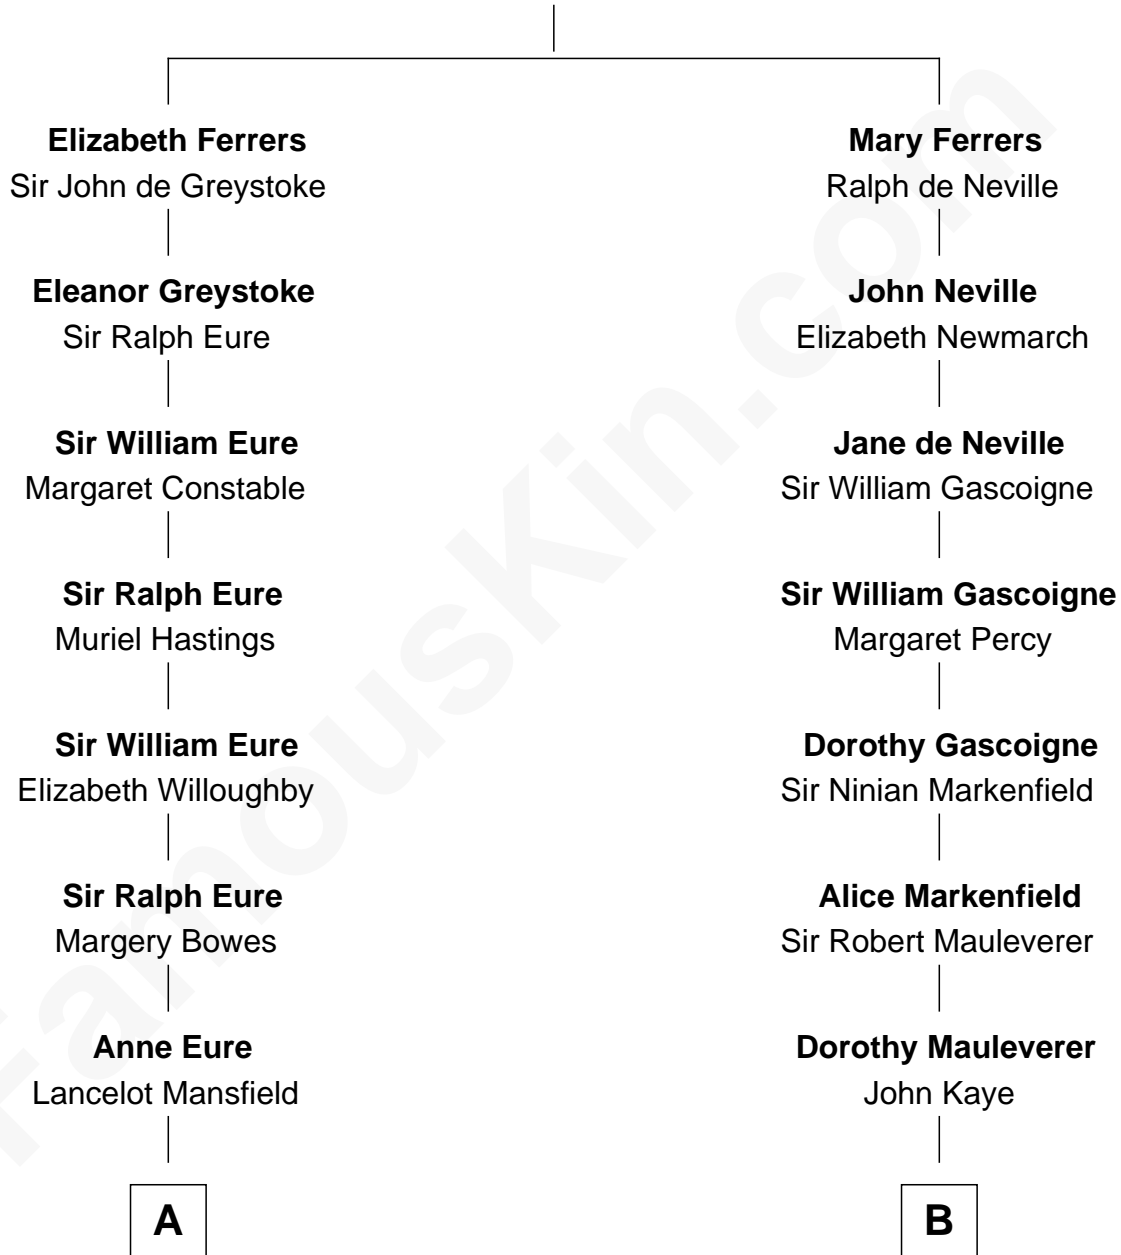 Elizabeth Ferrers
Sir John de Greystoke
Mary Ferrers
Ralph de Neville
Eleanor Greystoke
Sir Ralph Eure
John Neville
Elizabeth Newmarch
Sir William Eure
Margaret Constable
Jane de Neville
Sir William Gascoigne
Sir Ralph Eure
Muriel Hastings
Sir William Gascoigne
Margaret Percy
Sir William Eure
Elizabeth Willoughby
Dorothy Gascoigne
Sir Ninian Markenfield
Sir Ralph Eure
Margery Bowes
Alice Markenfield
Sir Robert Mauleverer
Anne Eure
Lancelot Mansfield
Dorothy Mauleverer
John Kaye
A
B
FamousKin.com